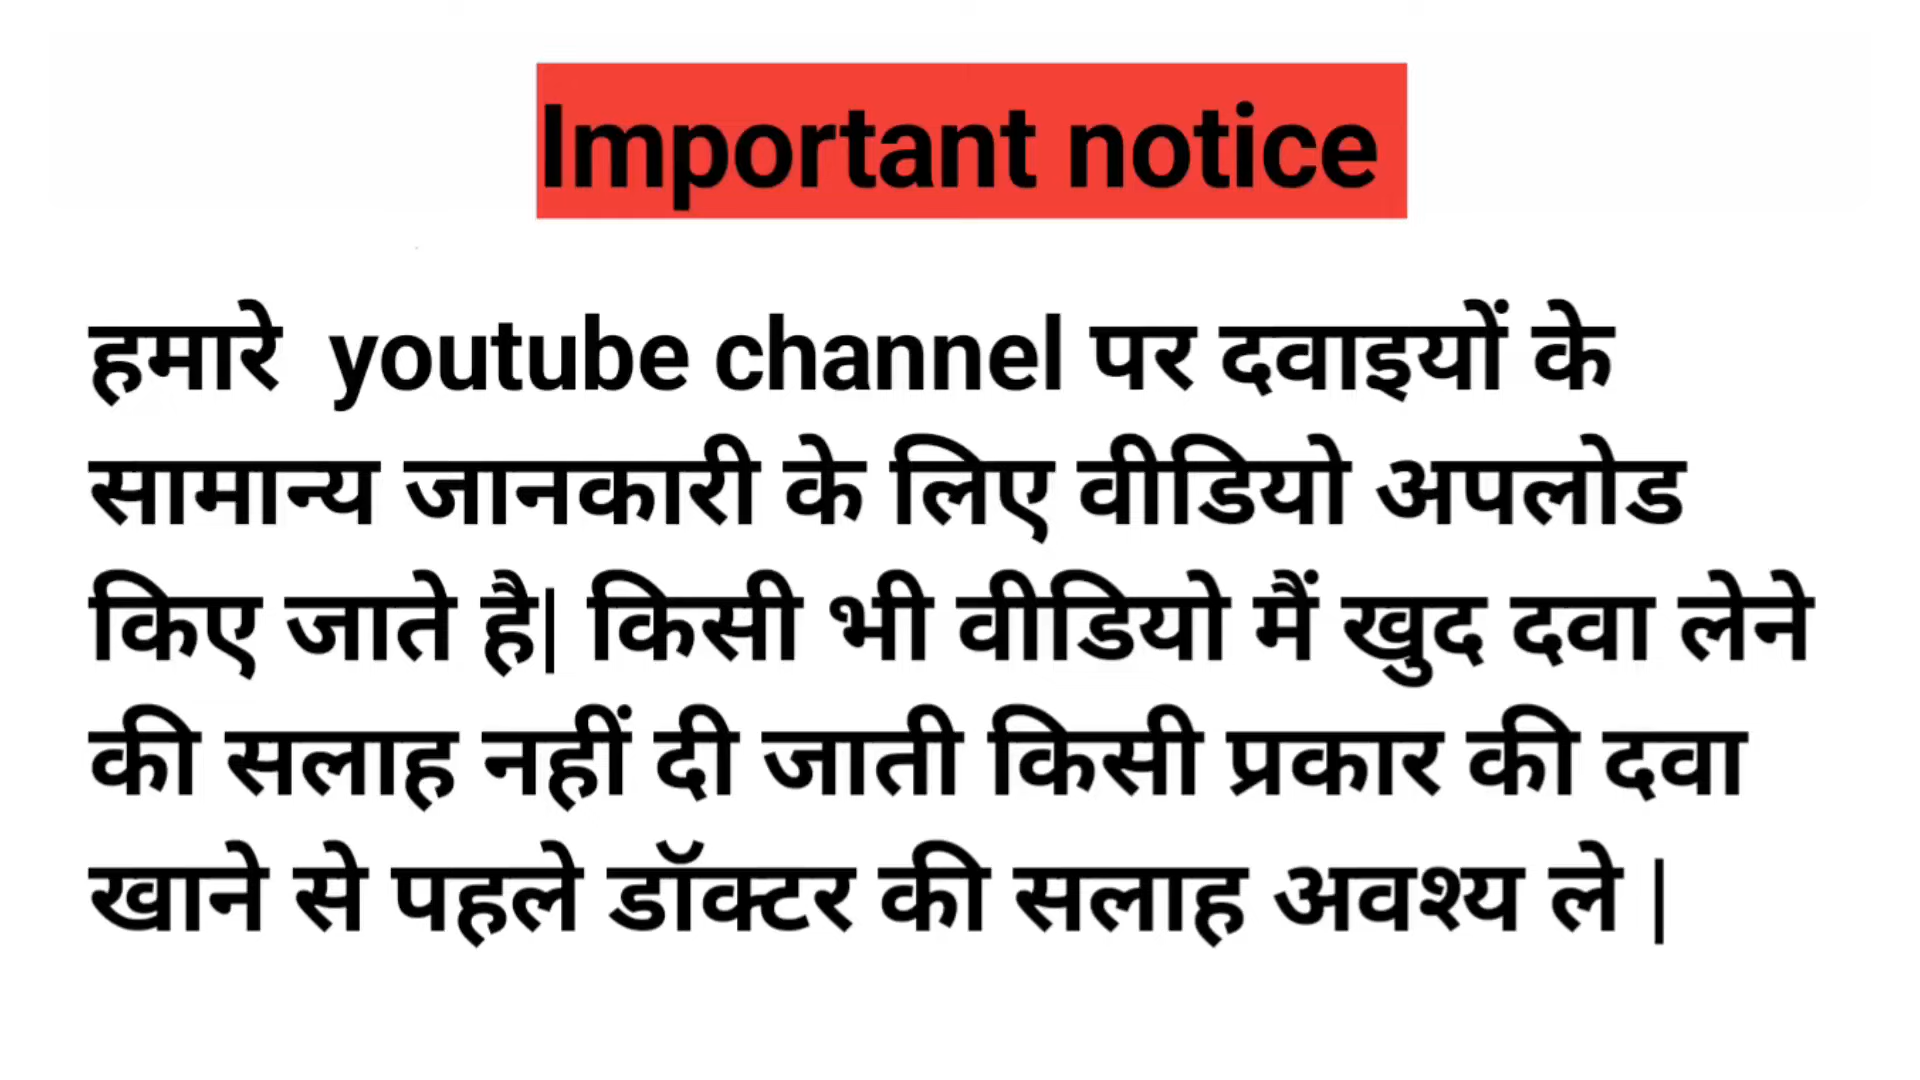 Important notice
हमारे youtube channel पर दवाइयों के
सामान्य जानकारी के लिए वीडियो अपलोड
किए जाते है| किसी भी वीडियो मैं खुद दवा लेने
की सलाह नहीं दी जाती किसी प्रकार की दवा
खाने से पहले डॉक्टर की सलाह अवश्य ले |